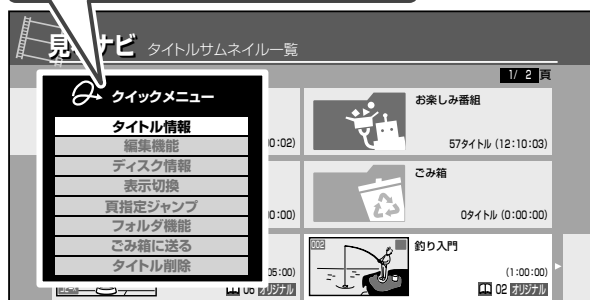 見るナビ タイトルサムネイル一覧
1/ 2 頁
クイックメニュー
タイトル情報
編集機能
ディスク情報
表示切換
頁指定ジャンプ
フォルダ機能
ごみ箱に送る
タイトル削除
お楽しみ番組
57タイトル (12:10:03)
ごみ箱
0タイトル (0:00:00)
002
釣り入門
(1:00:00)
02 オリジナル
00:02)
00:00)
05:00)
06 オリジナル